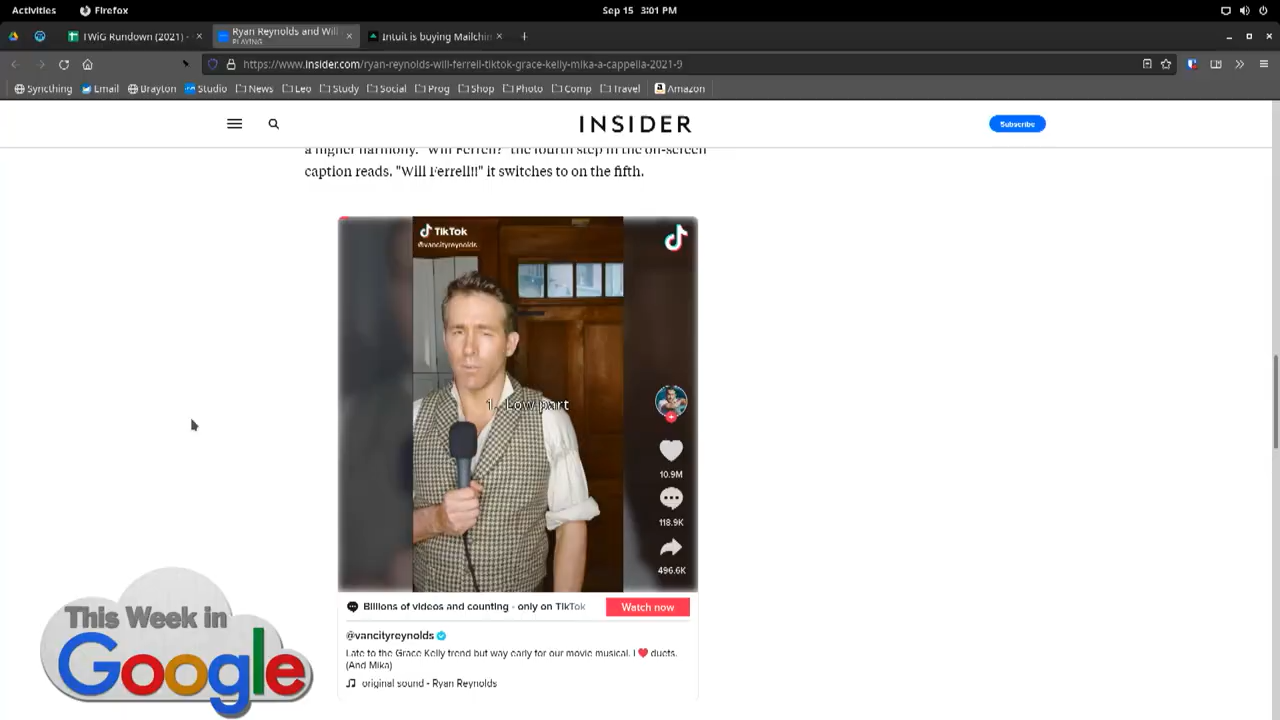 Activities Firefox Sep 15 3:01 PM
TWiG Rundown (2021) - × Ryan Reynolds and Will PLAYING × Intuit is buying Mailchim × +
https://www.insider.com/ryan-reynolds-will-ferrell-tiktok-grace-kelly-mika-a-cappella-2021-9
Syncthing Email Brayton Studio News Leo Study Social Prog Shop Photo Comp Travel Amazon
INSIDER Subscribe
a higher harmony. "Will Ferrell?" the fourth step in the on-screen
caption reads. "Will Ferrell!!" it switches to on the fifth.
TikTok
@vancityreynolds
1. Low part
10.9M
118.9K
496.6K
Billions of videos and counting - only on TikTok Watch now
@vancityreynolds
Late to the Grace Kelly trend but way early for our movie musical. I ❤ duets.
(And Mika)
original sound - Ryan Reynolds
This Week in
Google